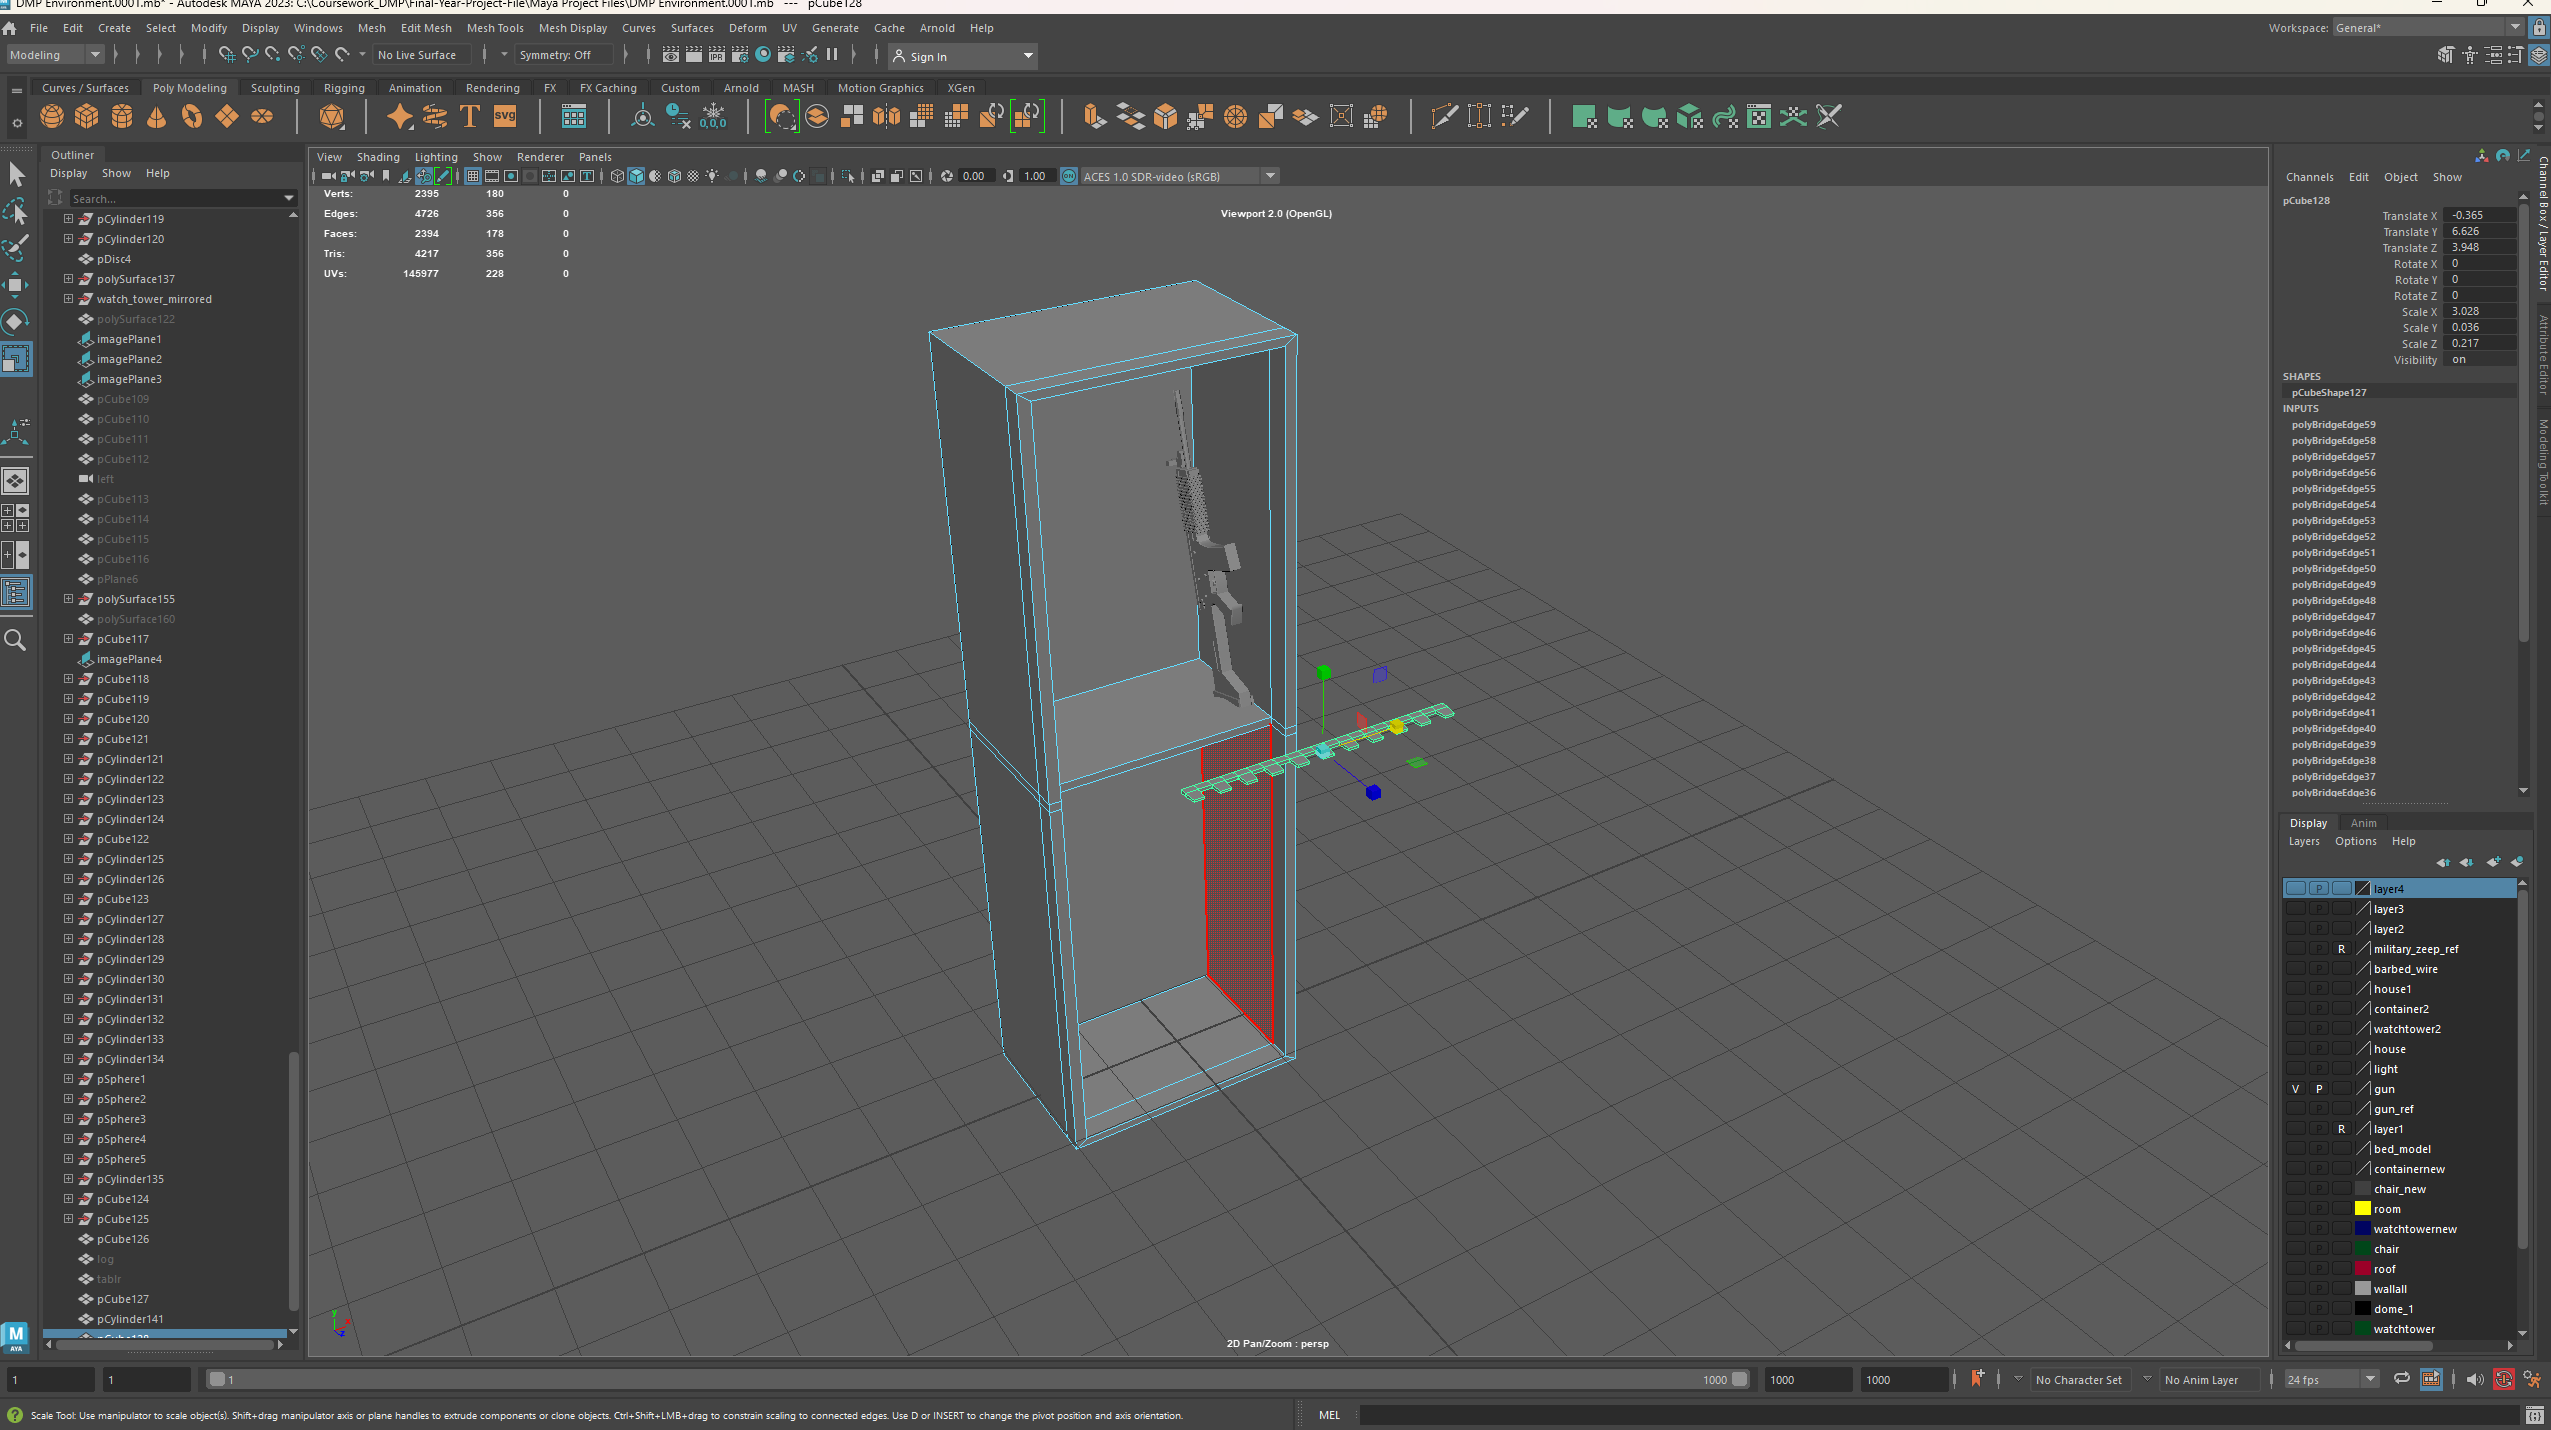 DMP Environment.0001.mb* - Autodesk MAYA 2023: C:\Coursework_DMP\Final-Year-Project-File\Maya Project Files\DMP Environment.0001.mb --- pCube128
File Edit Create Select Modify Display Windows Mesh Edit Mesh Mesh Tools Mesh Display Curves Surfaces Deform UV Generate Cache Arnold Help
Workspace: General*
Modeling No Live Surface Symmetry: Off IPR Sign In
Curves / Surfaces Poly Modeling Sculpting Rigging Animation Rendering FX FX Caching Custom Arnold MASH Motion Graphics XGen
T svg 0,0,0
Outliner
Display Show Help
Search...
pCylinder119
pCylinder120
pDisc4
polySurface137
watch_tower_mirrored
polySurface122
imagePlane1
imagePlane2
imagePlane3
pCube109
pCube110
pCube111
pCube112
left
pCube113
pCube114
pCube115
pCube116
pPlane6
polySurface155
polySurface160
pCube117
imagePlane4
pCube118
pCube119
pCube120
pCube121
pCylinder121
pCylinder122
pCylinder123
pCylinder124
pCube122
pCylinder125
pCylinder126
pCube123
pCylinder127
pCylinder128
pCylinder129
pCylinder130
pCylinder131
pCylinder132
pCylinder133
pCylinder134
pSphere1
pSphere2
pSphere3
pSphere4
pSphere5
pCylinder135
pCube124
pCube125
pCube126
log
tablr
pCube127
pCylinder141
pCube128
View Shading Lighting Show Renderer Panels
0.00 1.00 ON ACES 1.0 SDR-video (sRGB)
Verts: 2395 180 0
Edges: 4726 356 0
Faces: 2394 178 0
Tris: 4217 356 0
UVs: 145977 228 0
Viewport 2.0 (OpenGL)
2D Pan/Zoom : persp
y
x
z
Channels Edit Object Show
pCube128
Translate X -0.365
Translate Y 6.626
Translate Z 3.948
Rotate X 0
Rotate Y 0
Rotate Z 0
Scale X 3.028
Scale Y 0.036
Scale Z 0.217
Visibility on
SHAPES
pCubeShape127
INPUTS
polyBridgeEdge59
polyBridgeEdge58
polyBridgeEdge57
polyBridgeEdge56
polyBridgeEdge55
polyBridgeEdge54
polyBridgeEdge53
polyBridgeEdge52
polyBridgeEdge51
polyBridgeEdge50
polyBridgeEdge49
polyBridgeEdge48
polyBridgeEdge47
polyBridgeEdge46
polyBridgeEdge45
polyBridgeEdge44
polyBridgeEdge43
polyBridgeEdge42
polyBridgeEdge41
polyBridgeEdge40
polyBridgeEdge39
polyBridgeEdge38
polyBridgeEdge37
polyBridgeEdge36
Channel Box / Layer Editor
Attribute Editor
Modeling Toolkit
Display Anim
Layers Options Help
P layer4
P layer3
P layer2
P R military_zeep_ref
P barbed_wire
P house1
P container2
P watchtower2
P house
P light
V P gun
P gun_ref
P R layer1
P bed_model
P containernew
P chair_new
P room
P watchtowernew
P chair
P roof
P wallall
P dome_1
P watchtower
M
AYA
1 1 1 1000 1000 1000 No Character Set No Anim Layer 24 fps
Scale Tool: Use manipulator to scale object(s). Shift+drag manipulator axis or plane handles to extrude components or clone objects. Ctrl+Shift+LMB+drag to constrain scaling to connected edges. Use D or INSERT to change the pivot position and axis orientation.
MEL